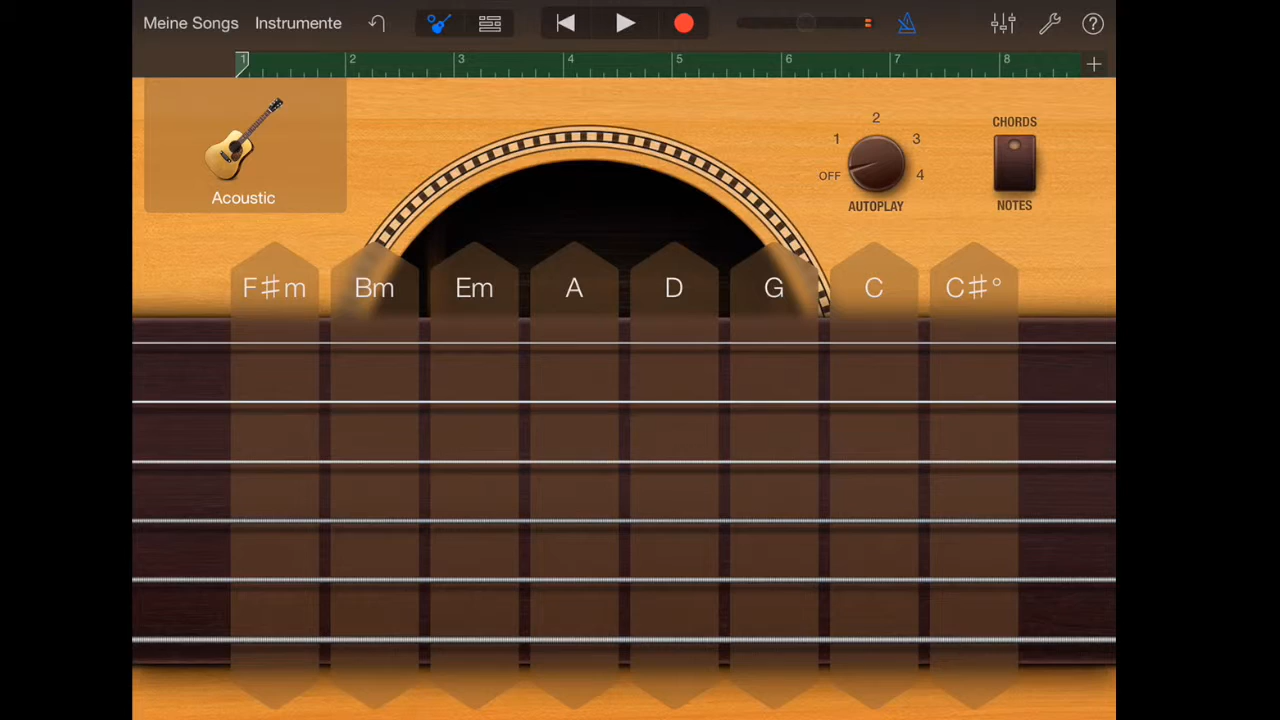 Meine Songs Instrumente
1 2 3 4 5 6 7 8 +
Acoustic
1 2 3 4 OFF
AUTOPLAY
CHORDS
NOTES
F♯m Bm Em A D G C C♯°